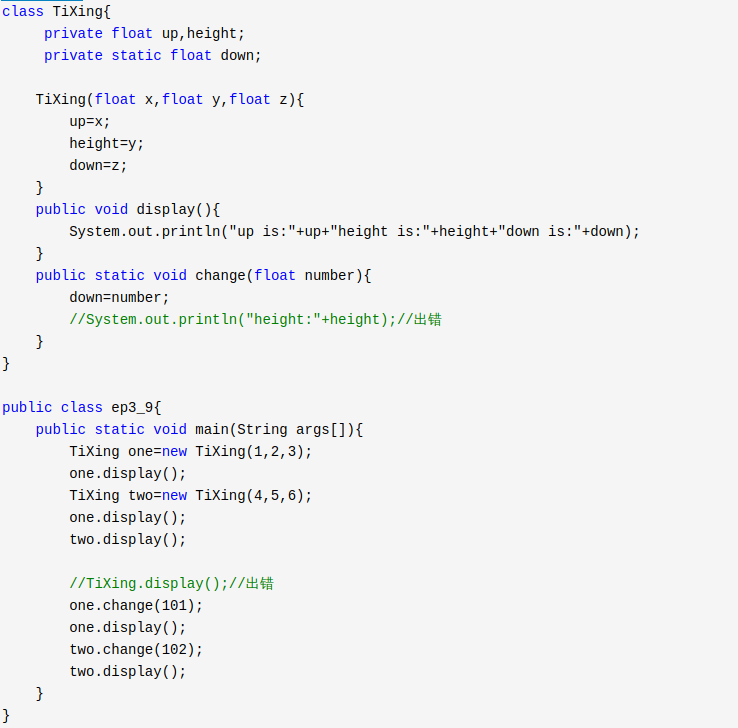 class TiXing{
     private float up,height;
     private static float down;

    TiXing(float x,float y,float z){
        up=x;
        height=y;
        down=z;
    }
    public void display(){
        System.out.println("up is:"+up+"height is:"+height+"down is:"+down);
    }
    public static void change(float number){
        down=number;
        //System.out.println("height:"+height);//出错
    }
}

public class ep3_9{
    public static void main(String args[]){
        TiXing one=new TiXing(1,2,3);
        one.display();
        TiXing two=new TiXing(4,5,6);
        one.display();
        two.display();

        //TiXing.display();//出错
        one.change(101);
        one.display();
        two.change(102);
        two.display();
    }
}